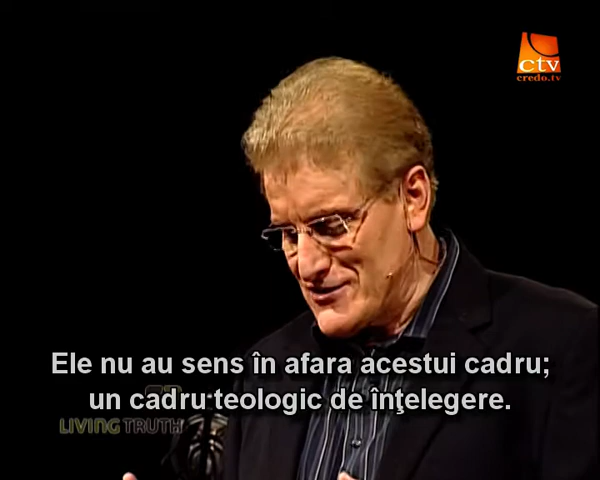 ctv
credo.tv
Ele nu au sens în afara acestui cadru;
un cadru teologic de înţelegere.
LIVING TRUTH